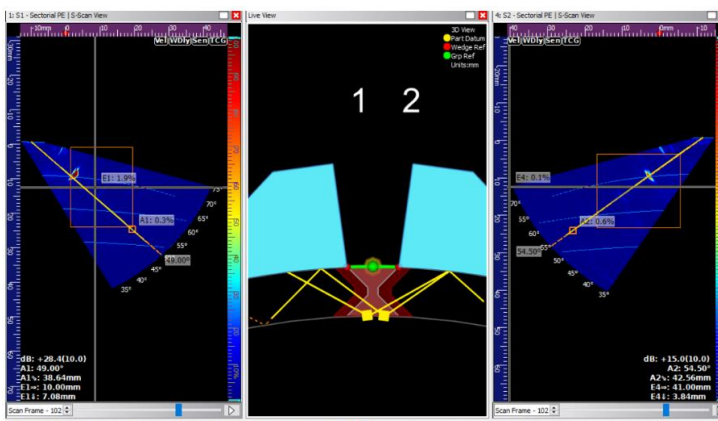 1: S1 - Sectorial PE | S-Scan View
Vel|WDly|Sen|TCG
E1: 1.9%
A1: 0.3%
75°
70°
65°
60°
55°
49.00°
45°
40°
35°
dB: +28.4(10.0)
A1: 49.00°
A1↘: 38.64mm
E1⇥: 10.00mm
E1↧: 7.08mm
Scan Frame - 102
Live View
3D View
Part Datum
Wedge Ref
Grp Ref
Units:mm
1 2
4: S2 - Sectorial PE | S-Scan View
Vel|WDly|Sen|TCG
E4: 0.1%
A2: 0.6%
70°
65°
60°
54.50°
50°
45°
40°
35°
dB: +15.0(10.0)
A2: 54.50°
A2↘: 42.56mm
E4⇥: 41.00mm
E4↧: 3.84mm
Scan Frame - 102